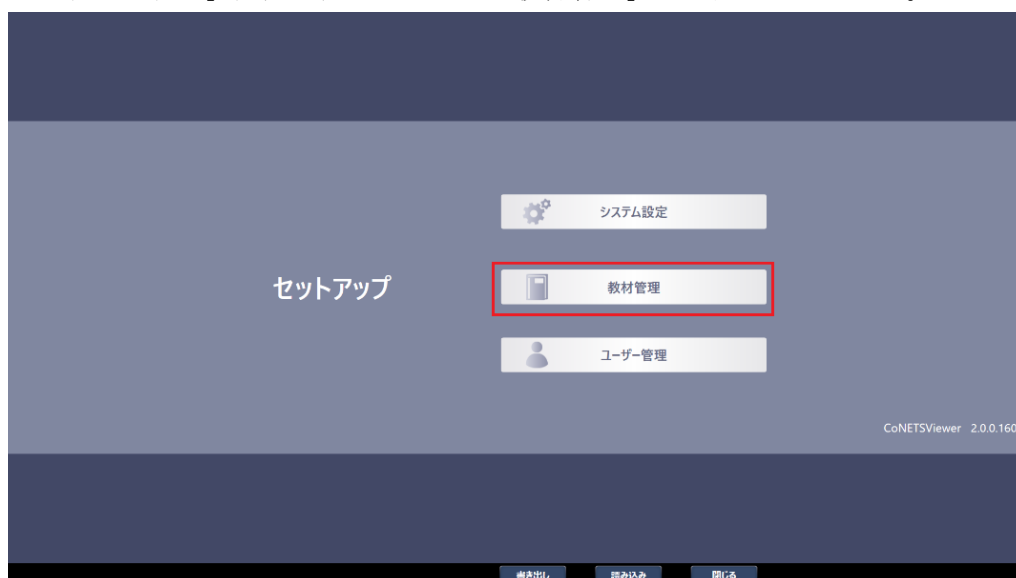 システム設定
セットアップ
教材管理
ユーザー管理
CoNETSViewer 2.0.0.160
書き出し 読み込み 閉じる